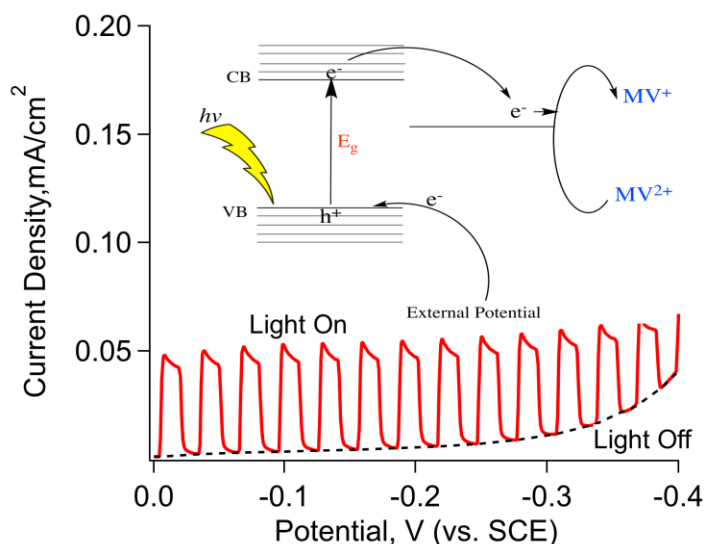 0.20
0.15
0.10
0.05
Current Density,mA/cm²
CB
e⁻
hν
E_g
e⁻
MV⁺
MV²⁺
VB
h⁺
e⁻
External Potential
Light On
Light Off
0.0
-0.1
-0.2
-0.3
-0.4
Potential, V (vs. SCE)